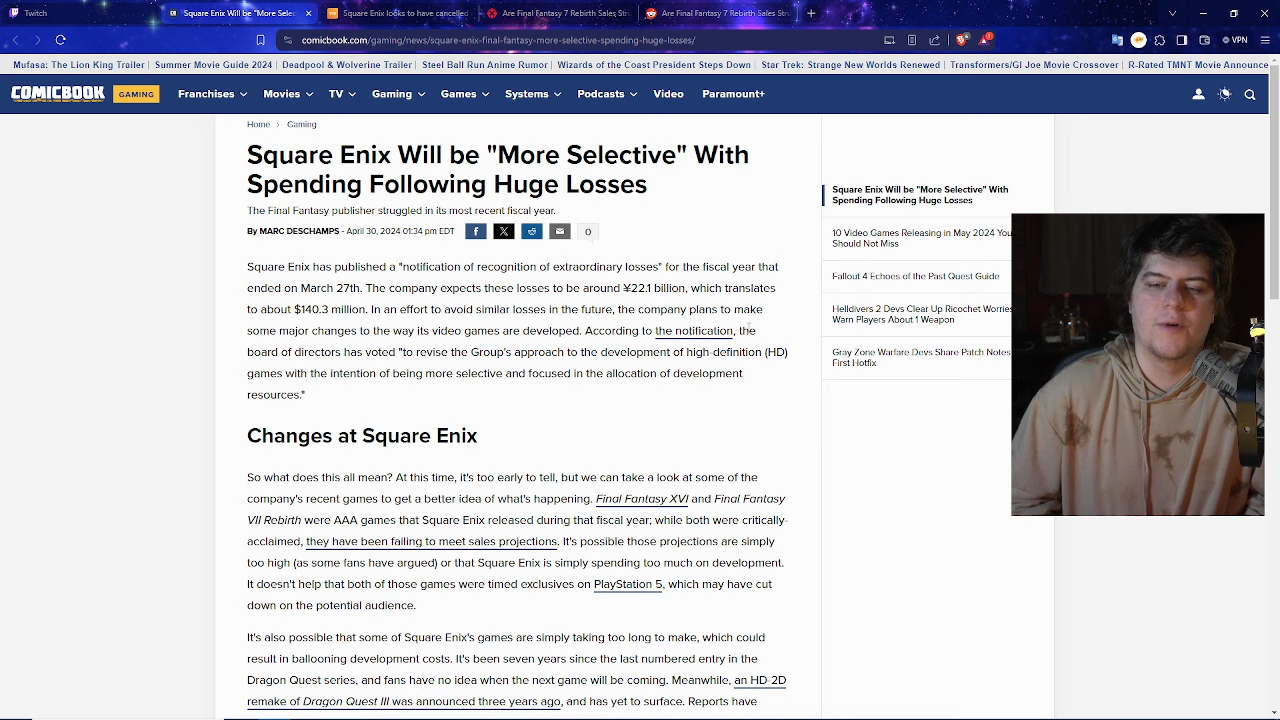 Twitch
Square Enix Will be "More Selec
Square Enix looks to have cancelled
Are Final Fantasy 7 Rebirth Sales Str
Are Final Fantasy 7 Rebirth Sales Str
comicbook.com/gaming/news/square-enix-final-fantasy-more-selective-spending-huge-losses/
VPN
Mufasa: The Lion King Trailer | Summer Movie Guide 2024 | Deadpool & Wolverine Trailer | Steel Ball Run Anime Rumor | Wizards of the Coast President Steps Down | Star Trek: Strange New Worlds Renewed | Transformers/GI Joe Movie Crossover | R-Rated TMNT Movie Announce
COMICBOOK GAMING Franchises Movies TV Gaming Games Systems Podcasts Video Paramount+
Home > Gaming
Square Enix Will be "More Selective" With
Spending Following Huge Losses
The Final Fantasy publisher struggled in its most recent fiscal year.
By MARC DESCHAMPS - April 30, 2024 01:34 pm EDT
0
Square Enix has published a "notification of recognition of extraordinary losses" for the fiscal year that
ended on March 27th. The company expects these losses to be around ¥22.1 billion, which translates
to about $140.3 million. In an effort to avoid similar losses in the future, the company plans to make
some major changes to the way its video games are developed. According to the notification, the
board of directors has voted "to revise the Group's approach to the development of high-definition (HD)
games with the intention of being more selective and focused in the allocation of development
resources."
Changes at Square Enix
So what does this all mean? At this time, it's too early to tell, but we can take a look at some of the
company's recent games to get a better idea of what's happening. Final Fantasy XVI and Final Fantasy
VII Rebirth were AAA games that Square Enix released during that fiscal year; while both were critically-
acclaimed, they have been failing to meet sales projections. It's possible those projections are simply
too high (as some fans have argued) or that Square Enix is simply spending too much on development.
It doesn't help that both of those games were timed exclusives on PlayStation 5, which may have cut
down on the potential audience.
It's also possible that some of Square Enix's games are simply taking too long to make, which could
result in ballooning development costs. It's been seven years since the last numbered entry in the
Dragon Quest series, and fans have no idea when the next game will be coming. Meanwhile, an HD-2D
remake of Dragon Quest III was announced three years ago, and has yet to surface. Reports have
Square Enix Will be "More Selective" With
Spending Following Huge Losses
10 Video Games Releasing in May 2024 You
Should Not Miss
Fallout 4 Echoes of the Past Quest Guide
Helldivers 2 Devs Clear Up Ricochet Worries
Warn Players About 1 Weapon
Gray Zone Warfare Devs Share Patch Notes
First Hotfix